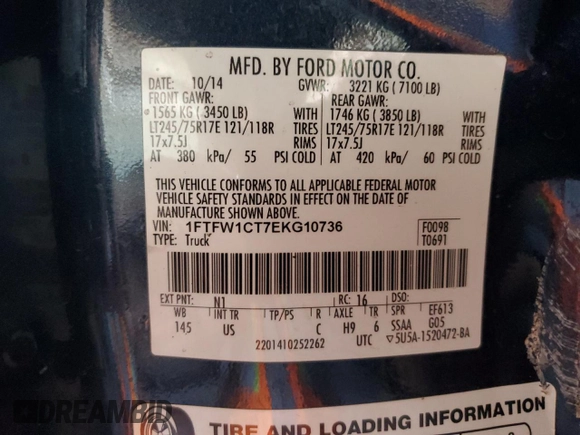 MFD. BY FORD MOTOR CO.
DATE: 10/14 GVWR: 3221 KG ( 7100 LB)
FRONT GAWR: REAR GAWR:
1565 KG ( 3450 LB) WITH 1746 KG ( 3850 LB) WITH
LT245/75R17E 121/118R TIRES LT245/75R17E 121/118R TIRES
17x7.5J RIMS 17x7.5J RIMS
AT 380 kPa/ 55 PSI COLD AT 420 kPa/ 60 PSI COLD
THIS VEHICLE CONFORMS TO ALL APPLICABLE FEDERAL MOTOR
VEHICLE SAFETY STANDARDS IN EFFECT ON THE DATE OF
MANUFACTURE SHOWN ABOVE.
VIN: 1FTFW1CT7EKG10736 F0098
TYPE: Truck T0691
EXT PNT: N1 RC: 16 DSO:
WB INT TR TP/PS R AXLE TR SPR EF613
145 US C H9 6 SSAA G05
2201410252262 UTC ▽5U5A-1520472-BA
TIRE AND LOADING INFORMATION
DREAMBID